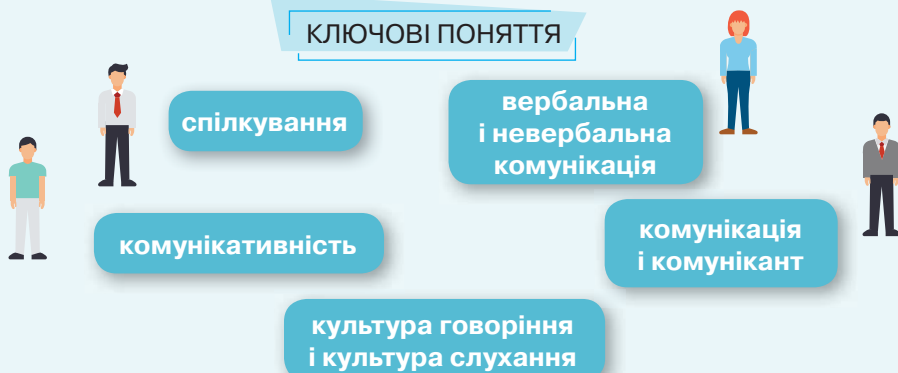 КЛЮЧОВІ ПОНЯТТЯ
спілкування
вербальна
і невербальна
комунікація
комунікативність
комунікація
і комунікант
культура говоріння
і культура слухання